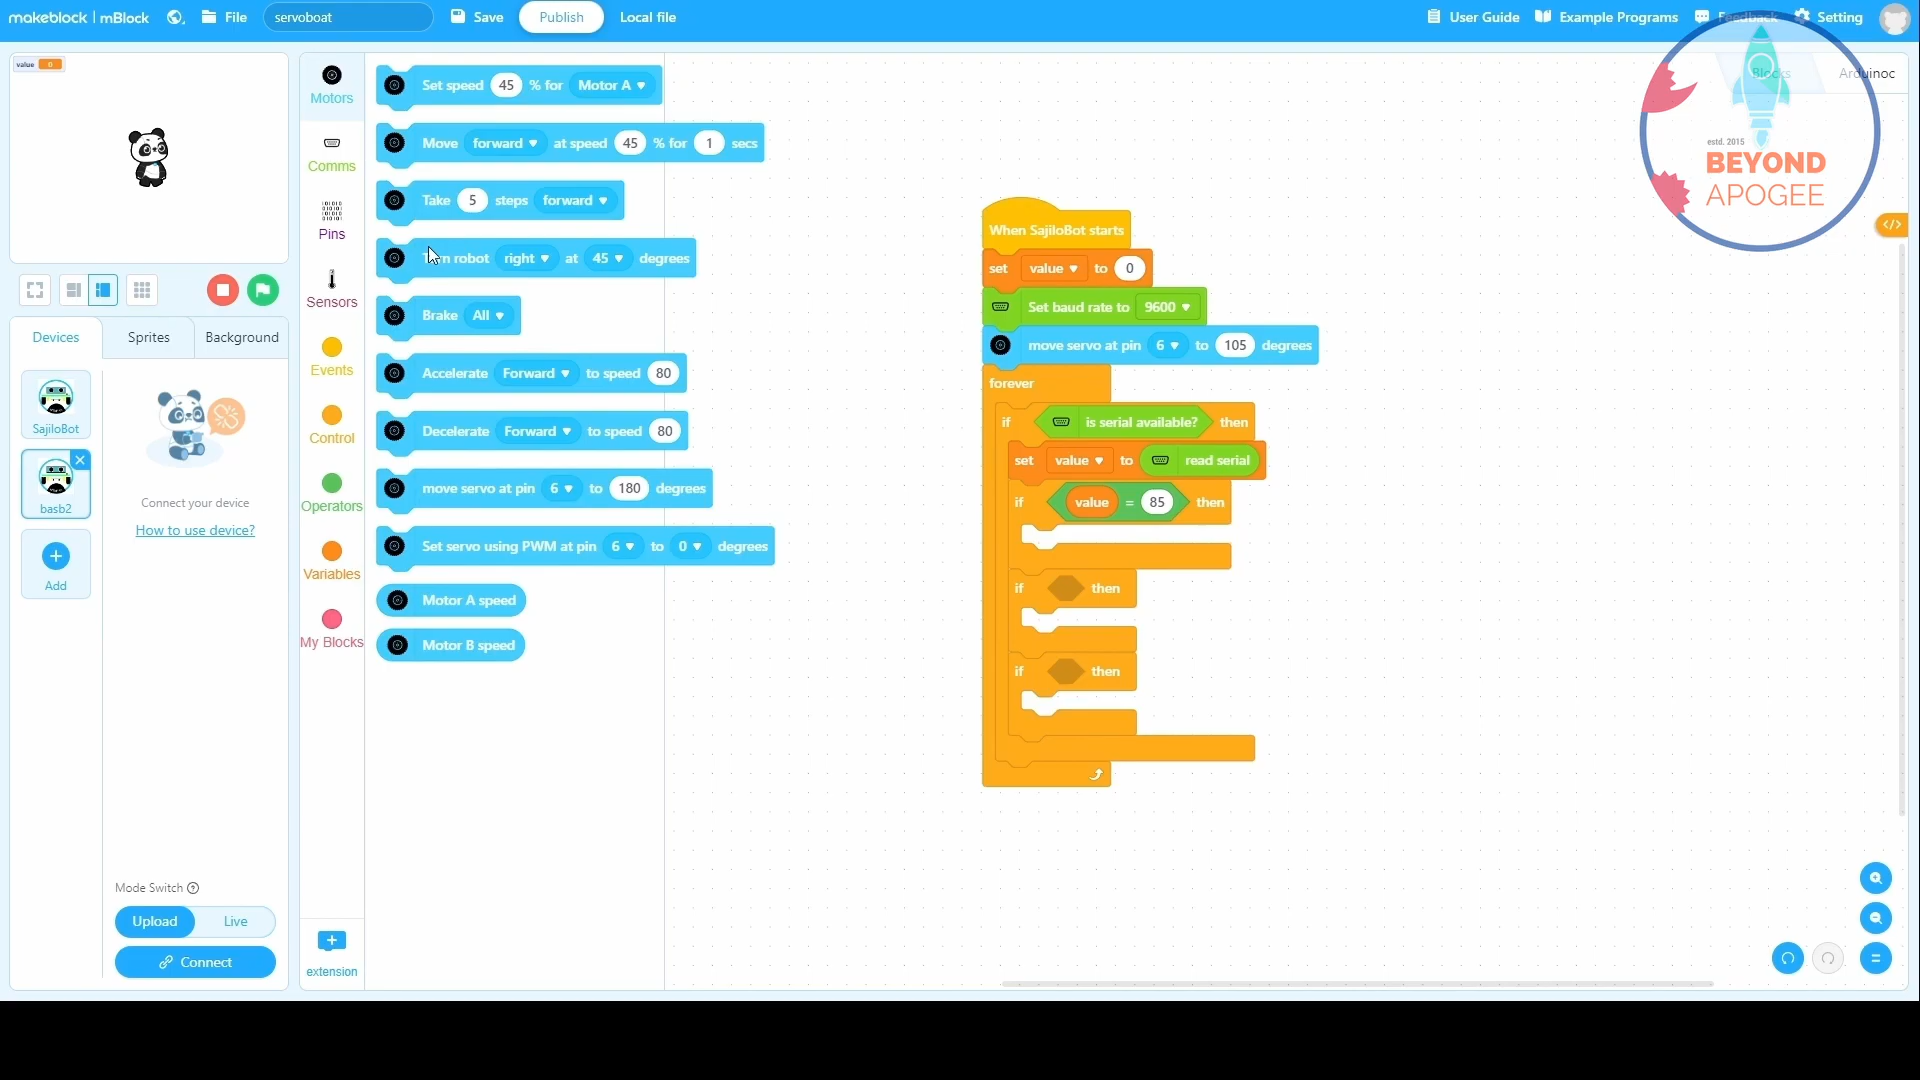 makeblock | mBlock
File
servoboat
Save
Publish
Local file
User Guide
Example Programs
Feedback
Setting
value 0
Motors
Comms
Pins
Sensors
Events
Control
Operators
Variables
My Blocks
extension
Set speed 45 % for Motor A
Move forward at speed 45 % for 1 secs
Take 5 steps forward
robot right at 45 degrees
Brake All
Accelerate Forward to speed 80
Decelerate Forward to speed 80
move servo at pin 6 to 180 degrees
Set servo using PWM at pin 6 to 0 degrees
Motor A speed
Motor B speed
When SajiloBot starts
set value to 0
Set baud rate to 9600
move servo at pin 6 to 105 degrees
forever
if is serial available? then
set value to read serial
if value = 85 then
if then
if then
Blocks
Arduinoc
estd. 2015
BEYOND
APOGEE
</>
Devices
Sprites
Background
SajiloBot
basb2
Add
Connect your device
How to use device?
Mode Switch ?
Upload
Live
Connect